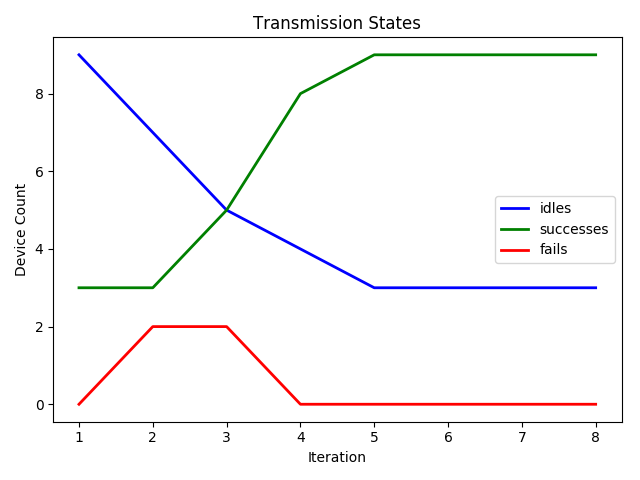 Transmission States
Device Count
8
6
4
2
0
idles
successes
fails
1 2 3 4 5 6 7 8
Iteration